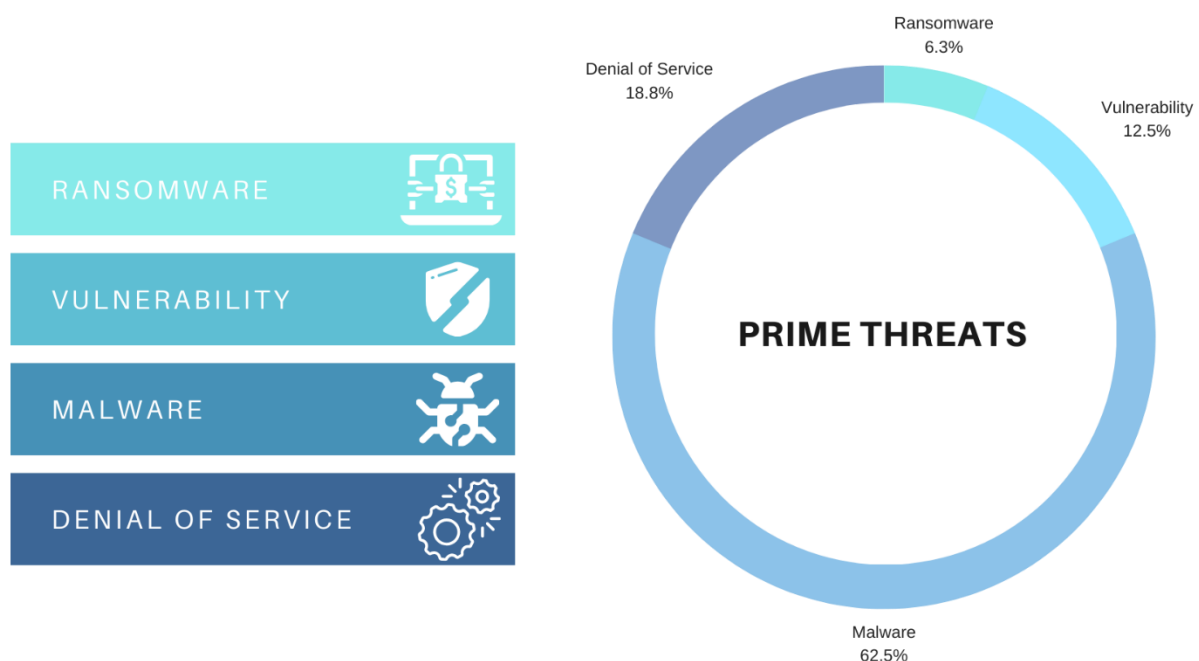 RANSOMWARE
$
VULNERABILITY
MALWARE
DENIAL OF SERVICE
Ransomware
6.3%
Denial of Service
18.8%
Vulnerability
12.5%
PRIME THREATS
Malware
62.5%